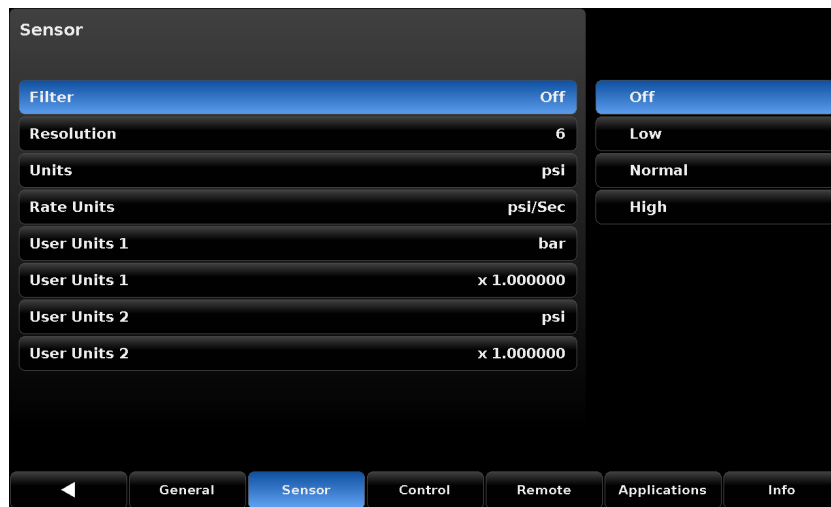 Sensor
Filter Off
Resolution 6
Units psi
Rate Units psi/Sec
User Units 1 bar
User Units 1 x 1.000000
User Units 2 psi
User Units 2 x 1.000000
Off
Low
Normal
High
General Sensor Control Remote Applications Info